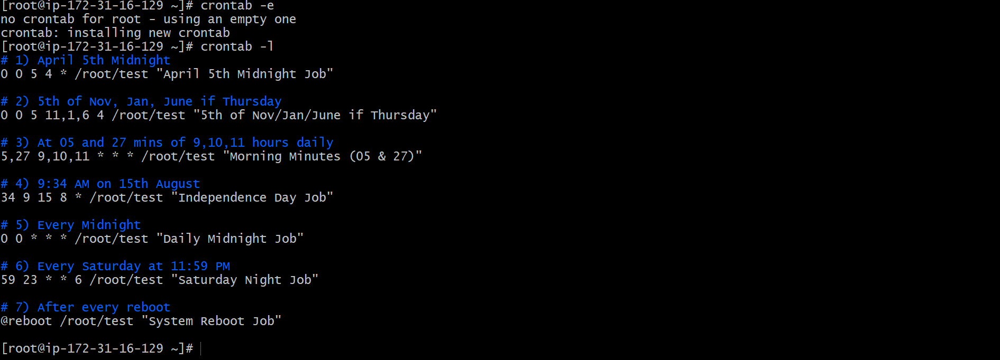 [root@ip-172-31-16-129 ~]# crontab -e
no crontab for root - using an empty one
crontab: installing new crontab
[root@ip-172-31-16-129 ~]# crontab -l
# 1) April 5th Midnight
0 0 5 4 * /root/test "April 5th Midnight Job"

# 2) 5th of Nov, Jan, June if Thursday
0 0 5 11,1,6 4 /root/test "5th of Nov/Jan/June if Thursday"

# 3) At 05 and 27 mins of 9,10,11 hours daily
5,27 9,10,11 * * * /root/test "Morning Minutes (05 & 27)"

# 4) 9:34 AM on 15th August
34 9 15 8 * /root/test "Independence Day Job"

# 5) Every Midnight
0 0 * * * /root/test "Daily Midnight Job"

# 6) Every Saturday at 11:59 PM
59 23 * * 6 /root/test "Saturday Night Job"

# 7) After every reboot
@reboot /root/test "System Reboot Job"

[root@ip-172-31-16-129 ~]#